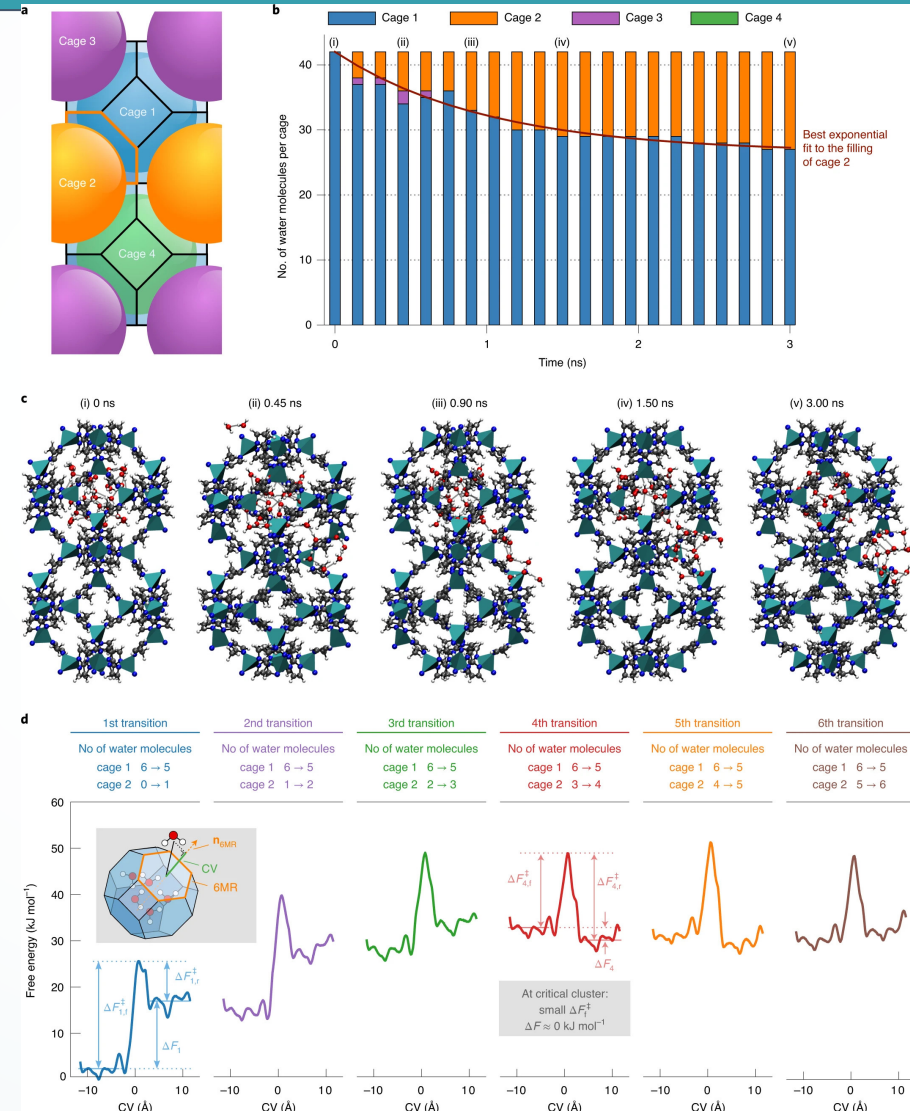 a
Cage 3
Cage 1
Cage 2
Cage 4
b
Cage 1
Cage 2
Cage 3
Cage 4
(i)
(ii)
(iii)
(iv)
(v)
40
30
20
10
0
No. of water molecules per cage
0
1
2
3
Time (ns)
Best exponential
fit to the filling
of cage 2
c
(i) 0 ns
(ii) 0.45 ns
(iii) 0.90 ns
(iv) 1.50 ns
(v) 3.00 ns
d
1st transition
No of water molecules
cage 1 6 → 5
cage 2 0 → 1
2nd transition
No of water molecules
cage 1 6 → 5
cage 2 1 → 2
3rd transition
No of water molecules
cage 1 6 → 5
cage 2 2 → 3
4th transition
No of water molecules
cage 1 6 → 5
cage 2 3 → 4
5th transition
No of water molecules
cage 1 6 → 5
cage 2 4 → 5
6th transition
No of water molecules
cage 1 6 → 5
cage 2 5 → 6
60
50
40
30
20
10
0
Free energy (kJ mol⁻¹)
n6MR
CV
6MR
ΔF‡1,f
ΔF‡1,r
ΔF1
ΔF‡4,f
ΔF‡4,r
ΔF4
At critical cluster:
small ΔF‡f
ΔF ≈ 0 kJ mol⁻¹
−10 0 10
−10 0 10
−10 0 10
−10 0 10
−10 0 10
−10 0 10
CV (Å)
CV (Å)
CV (Å)
CV (Å)
CV (Å)
CV (Å)